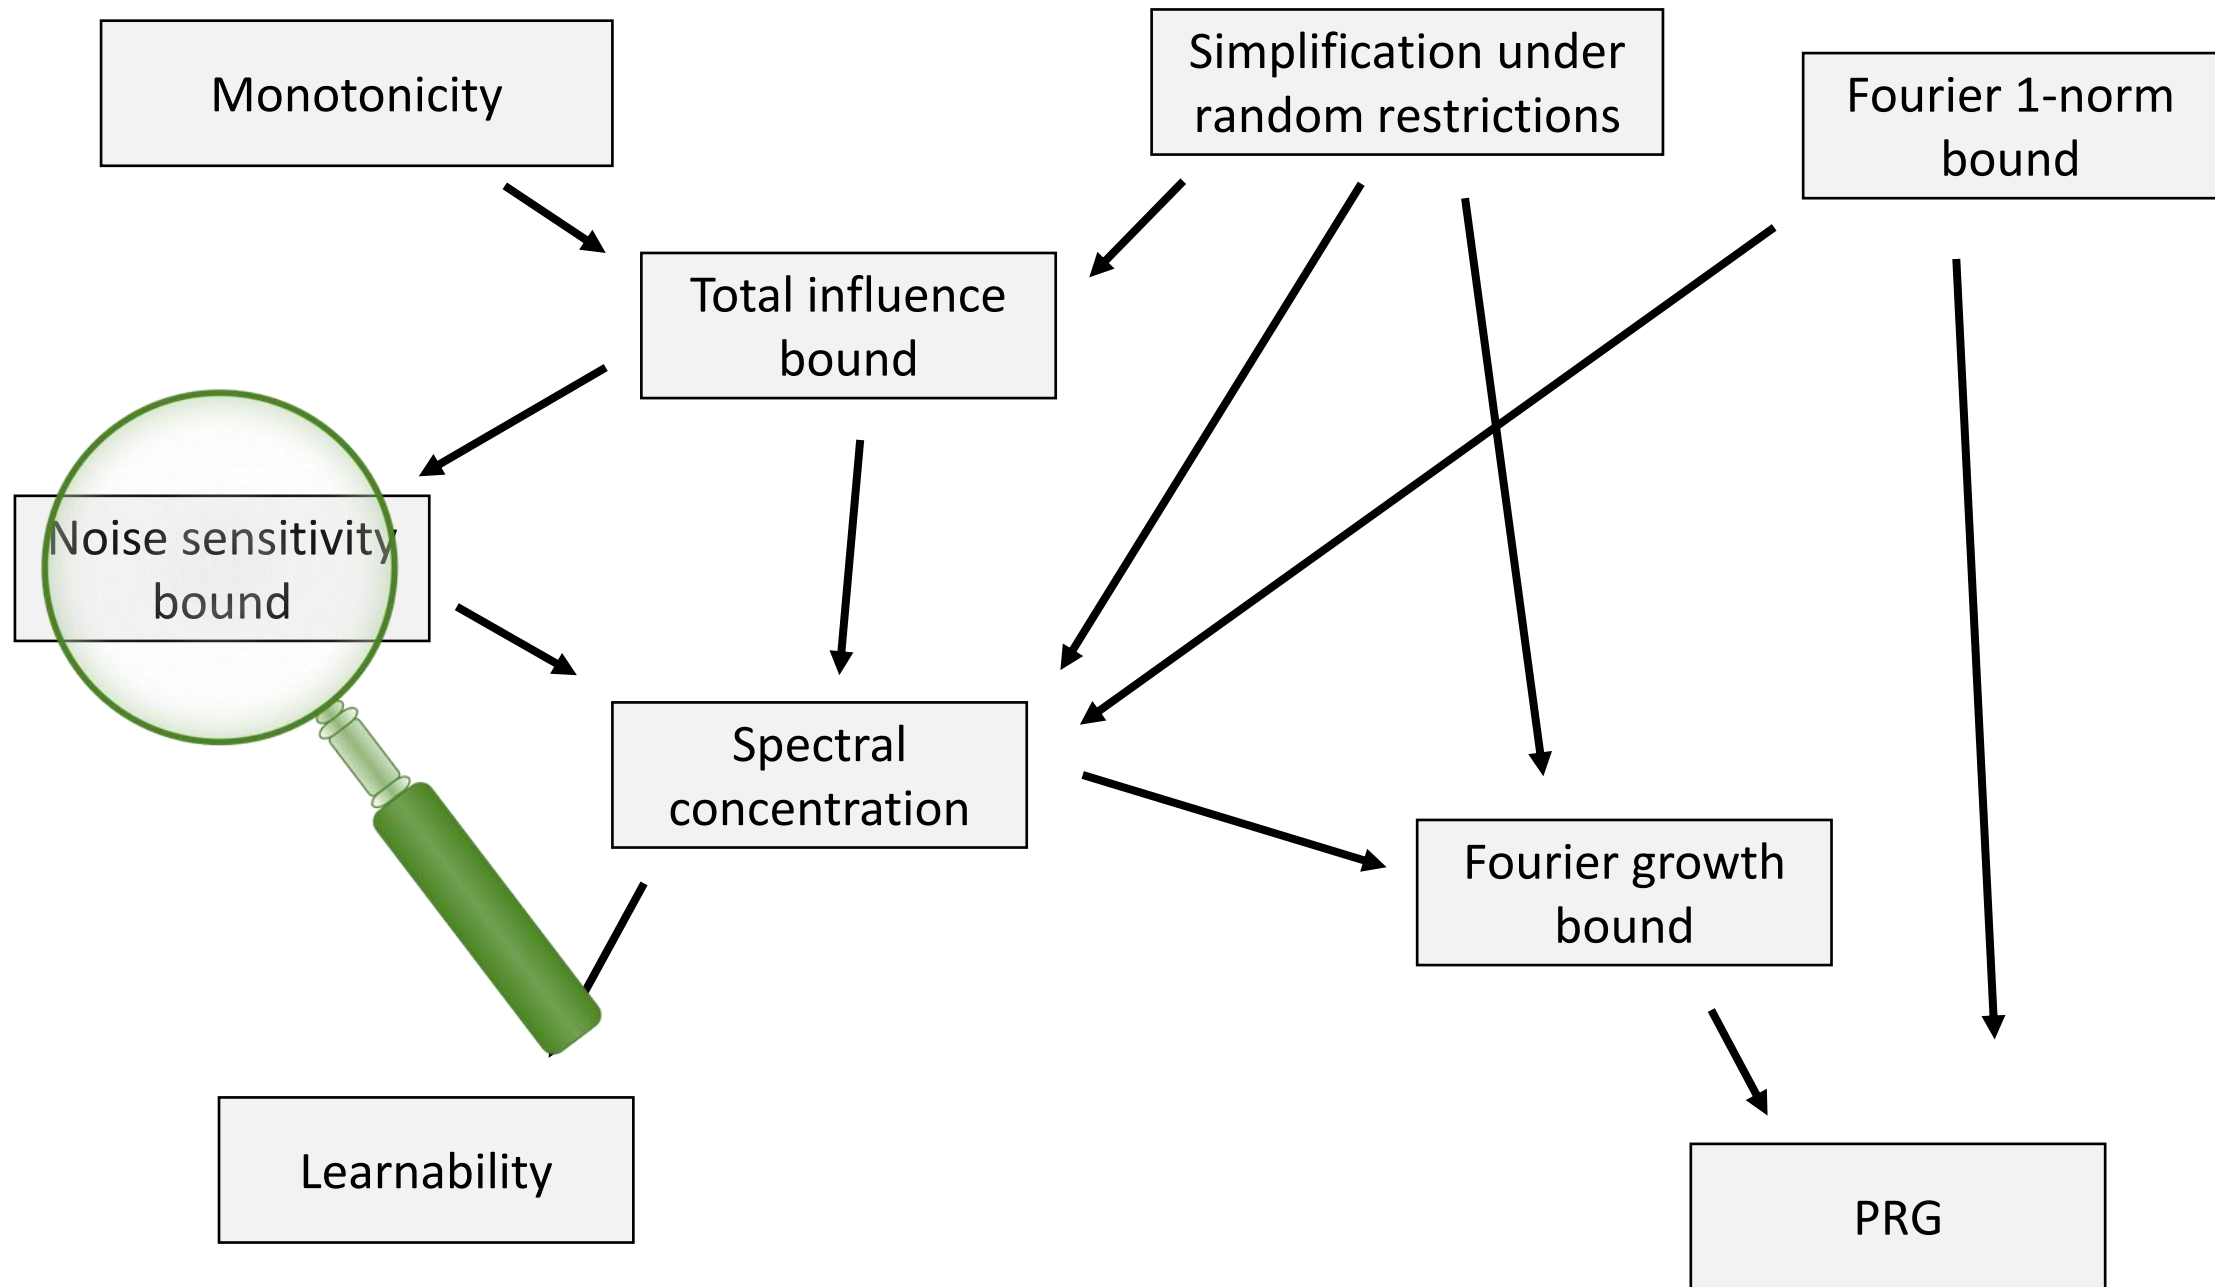 Monotonicity
Simplification under
random restrictions
Fourier 1-norm
bound
Total influence
bound
Noise sensitivity
bound
Spectral
concentration
Fourier growth
bound
Learnability
PRG